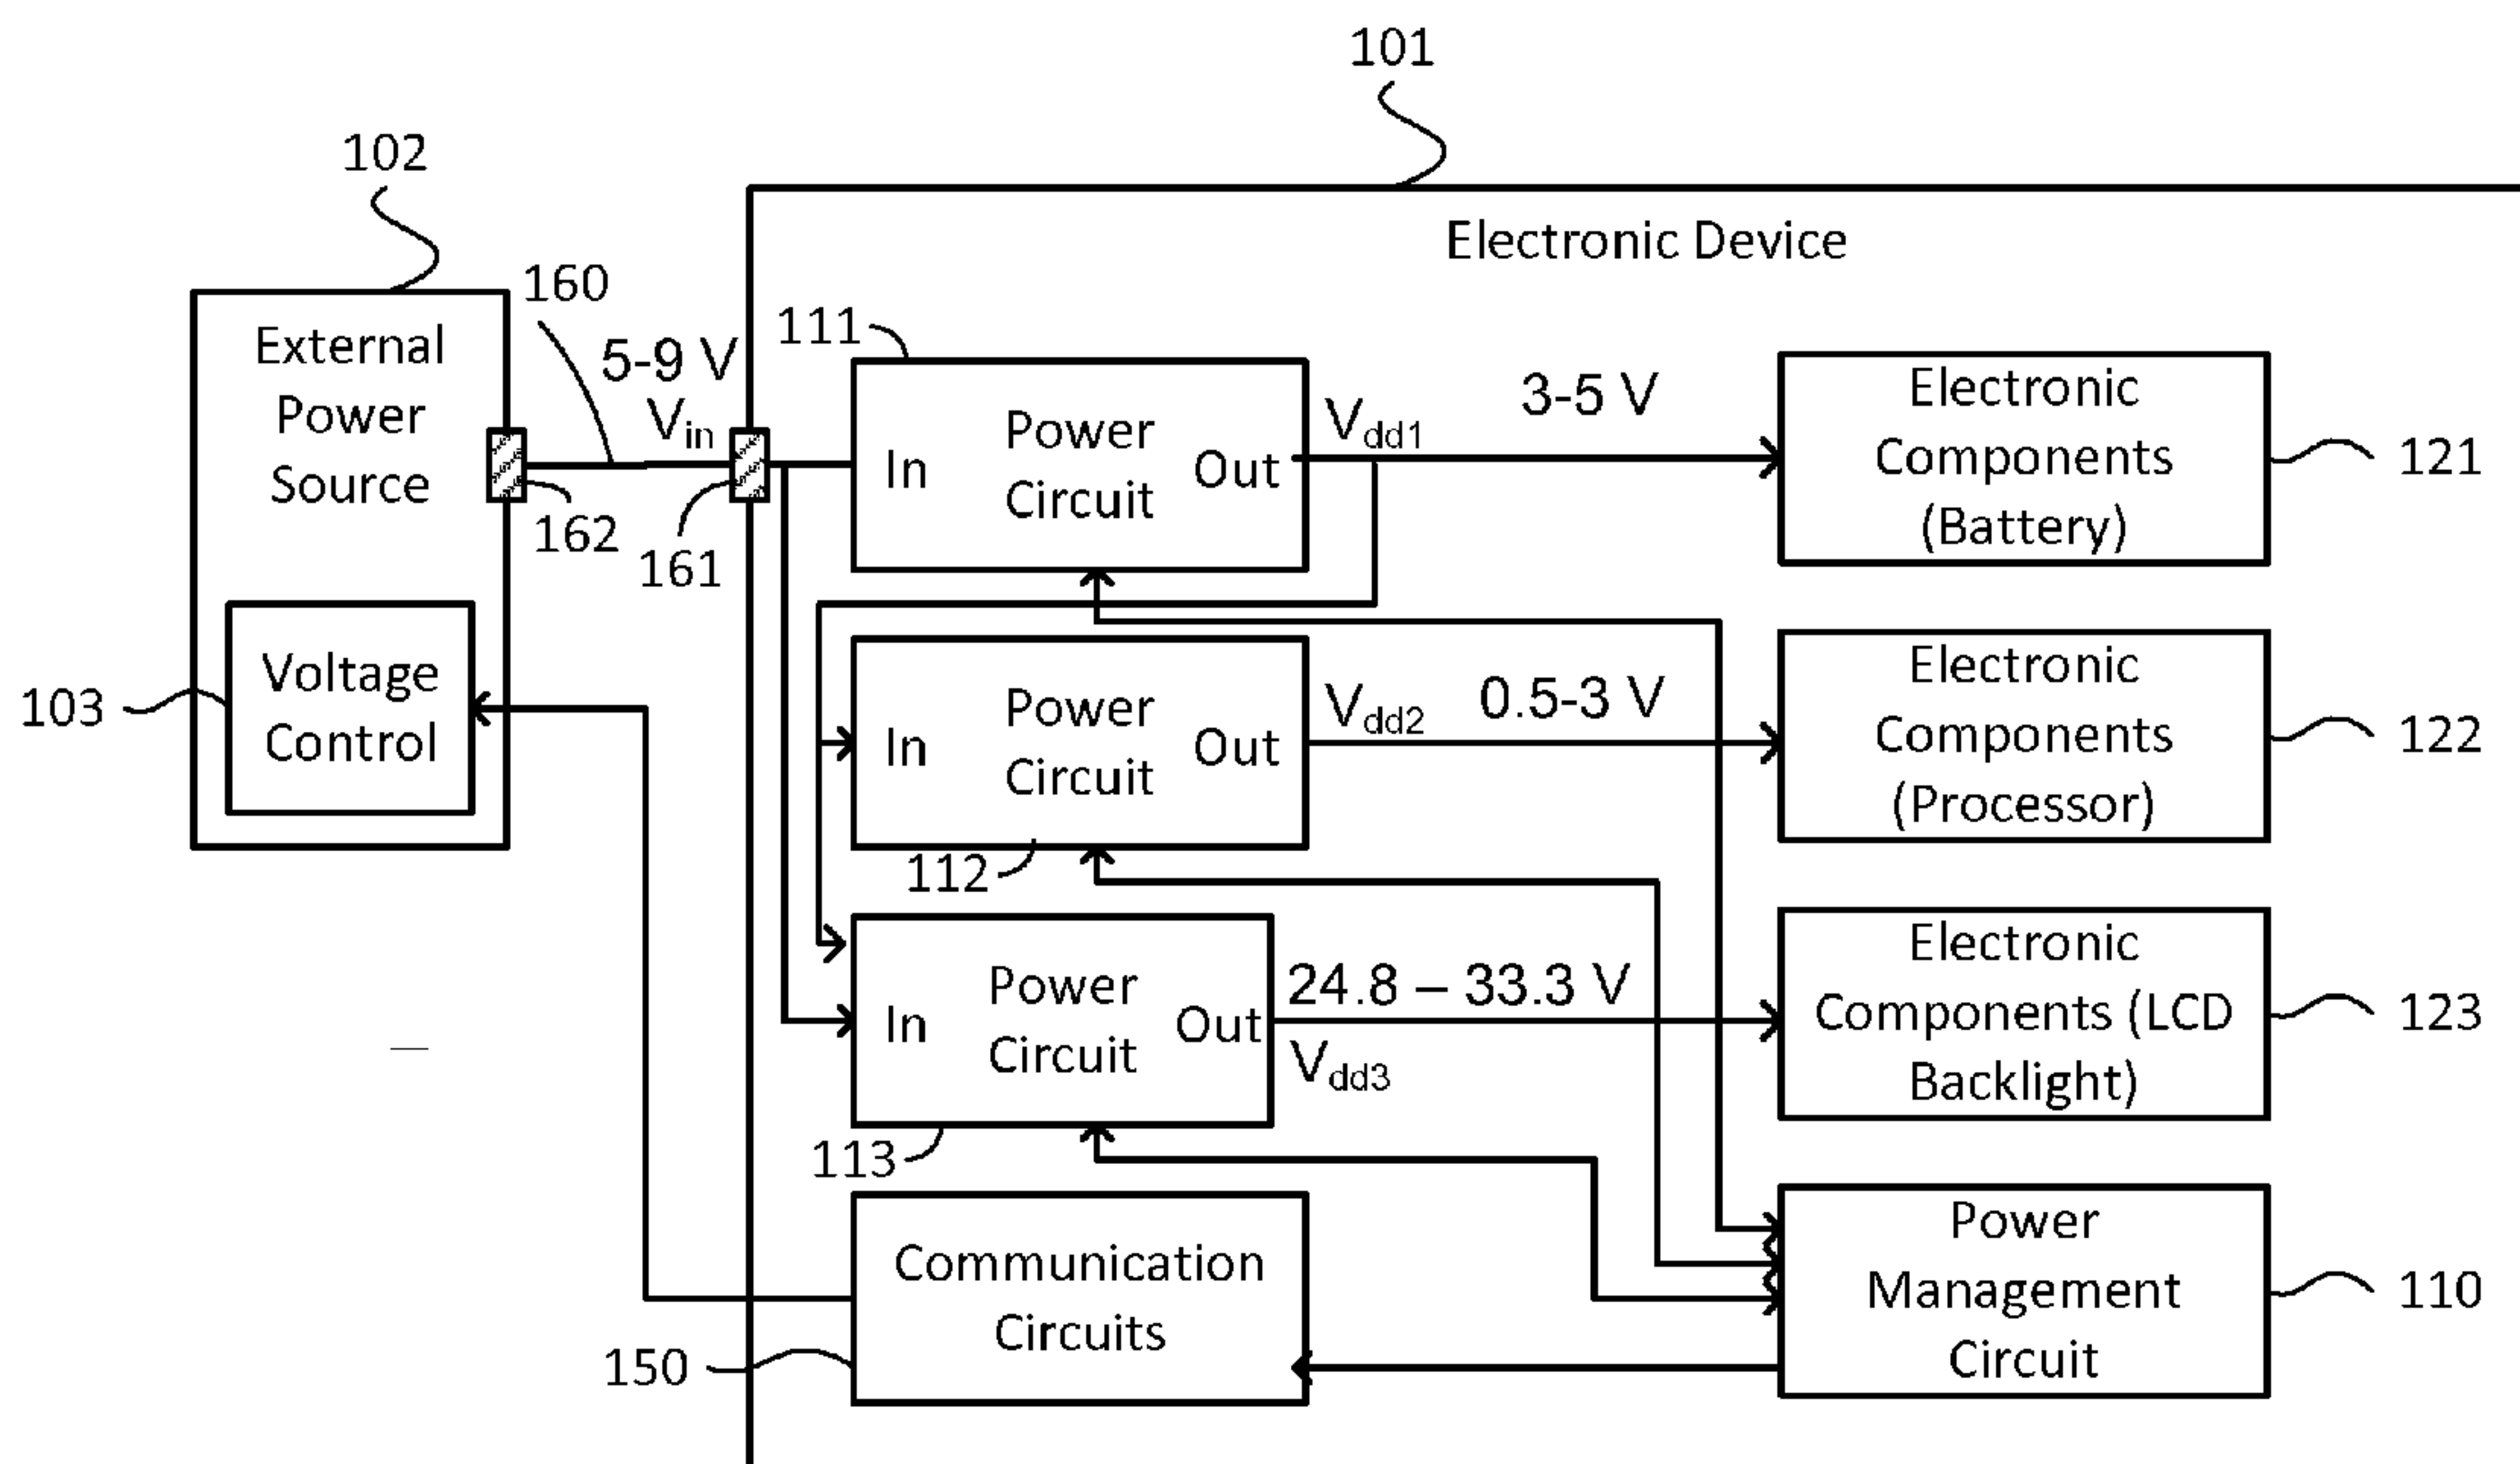 101
102
Electronic Device
160
External
Power
Source
5-9 V
Vin
111
Power
Circuit
In
Out
Vdd1
3-5 V
Electronic
Components
(Battery)
121
162
161
Voltage
Control
103
Power
Circuit
In
Out
Vdd2
0.5-3 V
Electronic
Components
(Processor)
122
112
Power
Circuit
In
Out
24.8 – 33.3 V
Vdd3
Electronic
Components (LCD
Backlight)
123
113
Communication
Circuits
150
Power
Management
Circuit
110